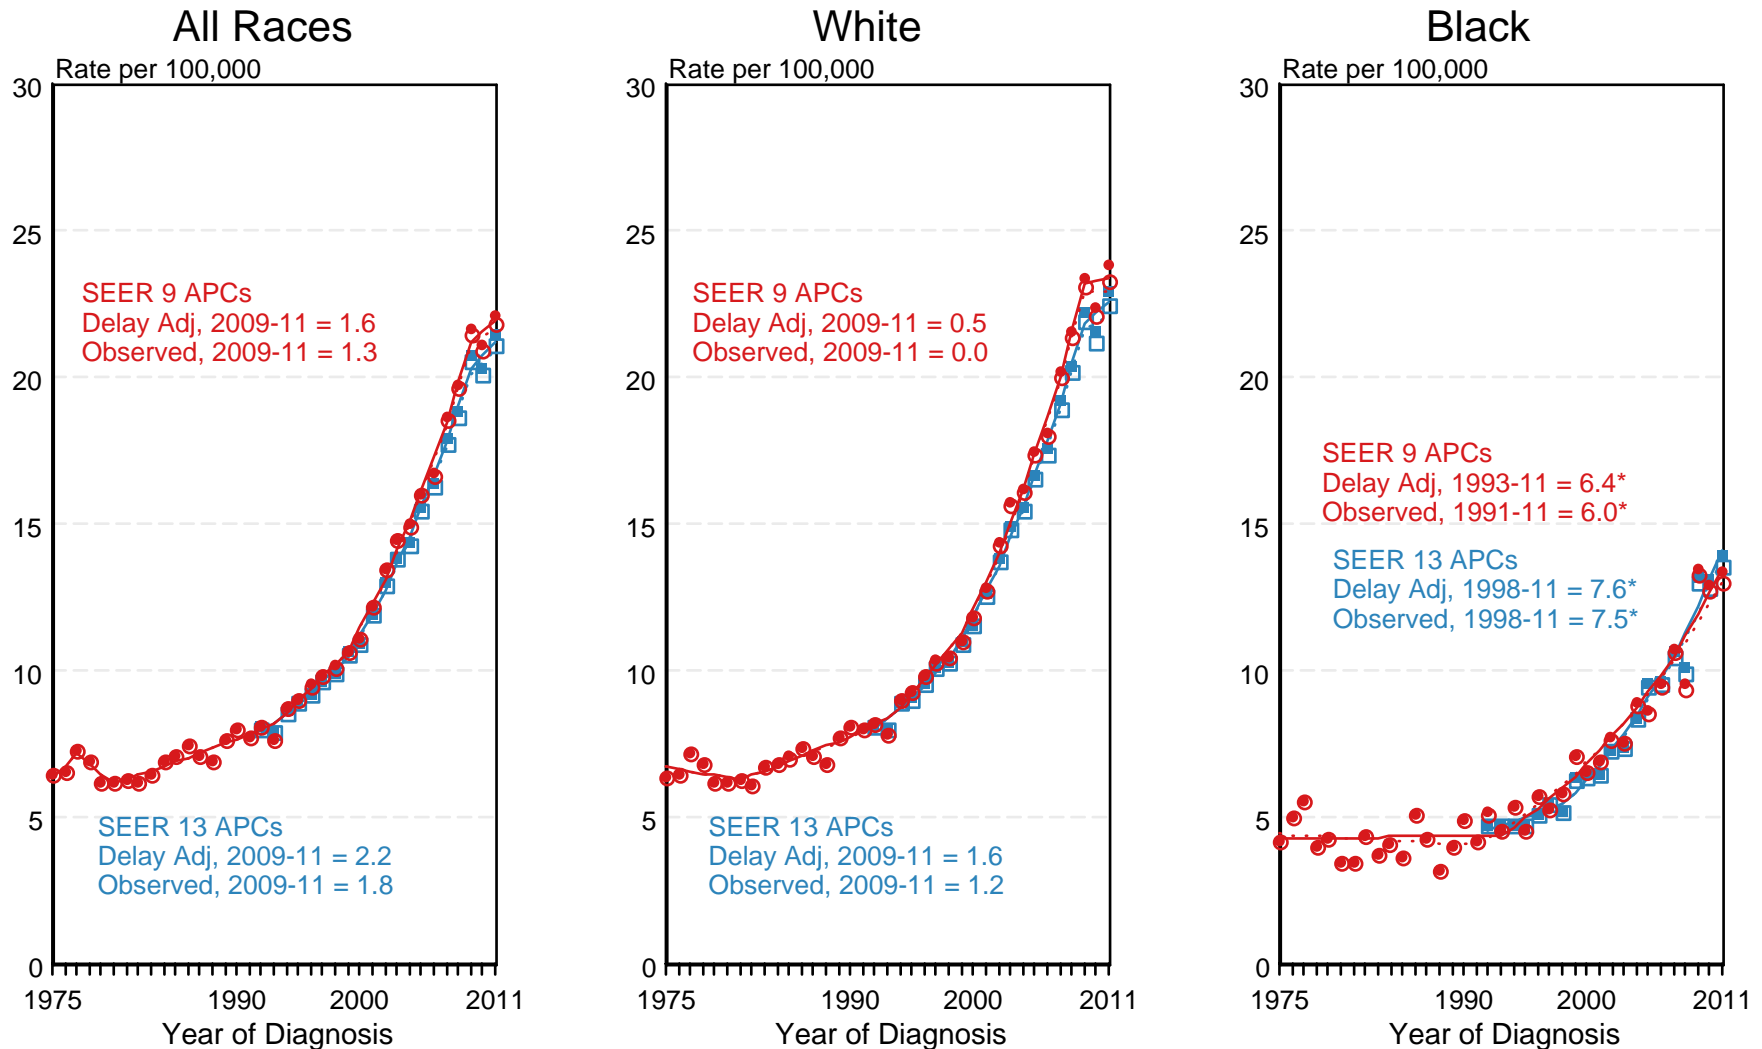 All Races
Rate per 100,000
30
25
20
15
10
5
0
SEER 9 APCs
Delay Adj, 2009-11 = 1.6
Observed, 2009-11 = 1.3
SEER 13 APCs
Delay Adj, 2009-11 = 2.2
Observed, 2009-11 = 1.8
1975 1990 2000 2011
Year of Diagnosis
White
Rate per 100,000
30
25
20
15
10
5
0
SEER 9 APCs
Delay Adj, 2009-11 = 0.5
Observed, 2009-11 = 0.0
SEER 13 APCs
Delay Adj, 2009-11 = 1.6
Observed, 2009-11 = 1.2
1975 1990 2000 2011
Year of Diagnosis
Black
Rate per 100,000
30
25
20
15
10
5
0
SEER 9 APCs
Delay Adj, 1993-11 = 6.4*
Observed, 1991-11 = 6.0*
SEER 13 APCs
Delay Adj, 1998-11 = 7.6*
Observed, 1998-11 = 7.5*
1975 1990 2000 2011
Year of Diagnosis